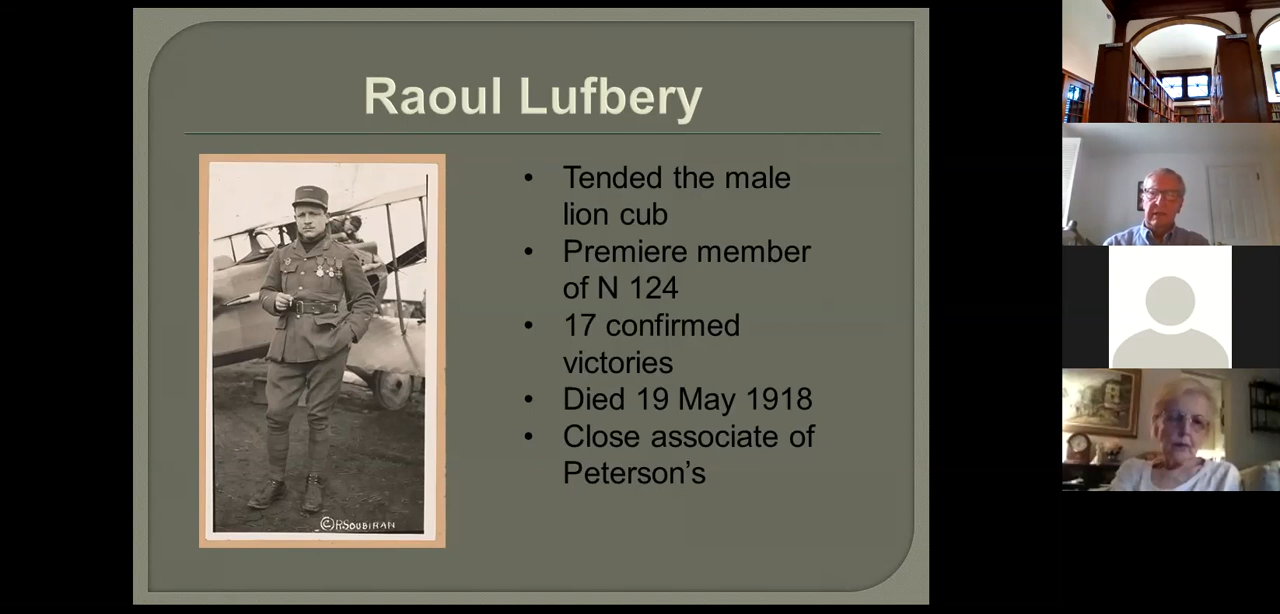 Raoul Lufbery
• Tended the male
lion cub
• Premiere member
of N 124
• 17 confirmed
victories
• Died 19 May 1918
• Close associate of
Peterson’s
©R.SOUBIRAN